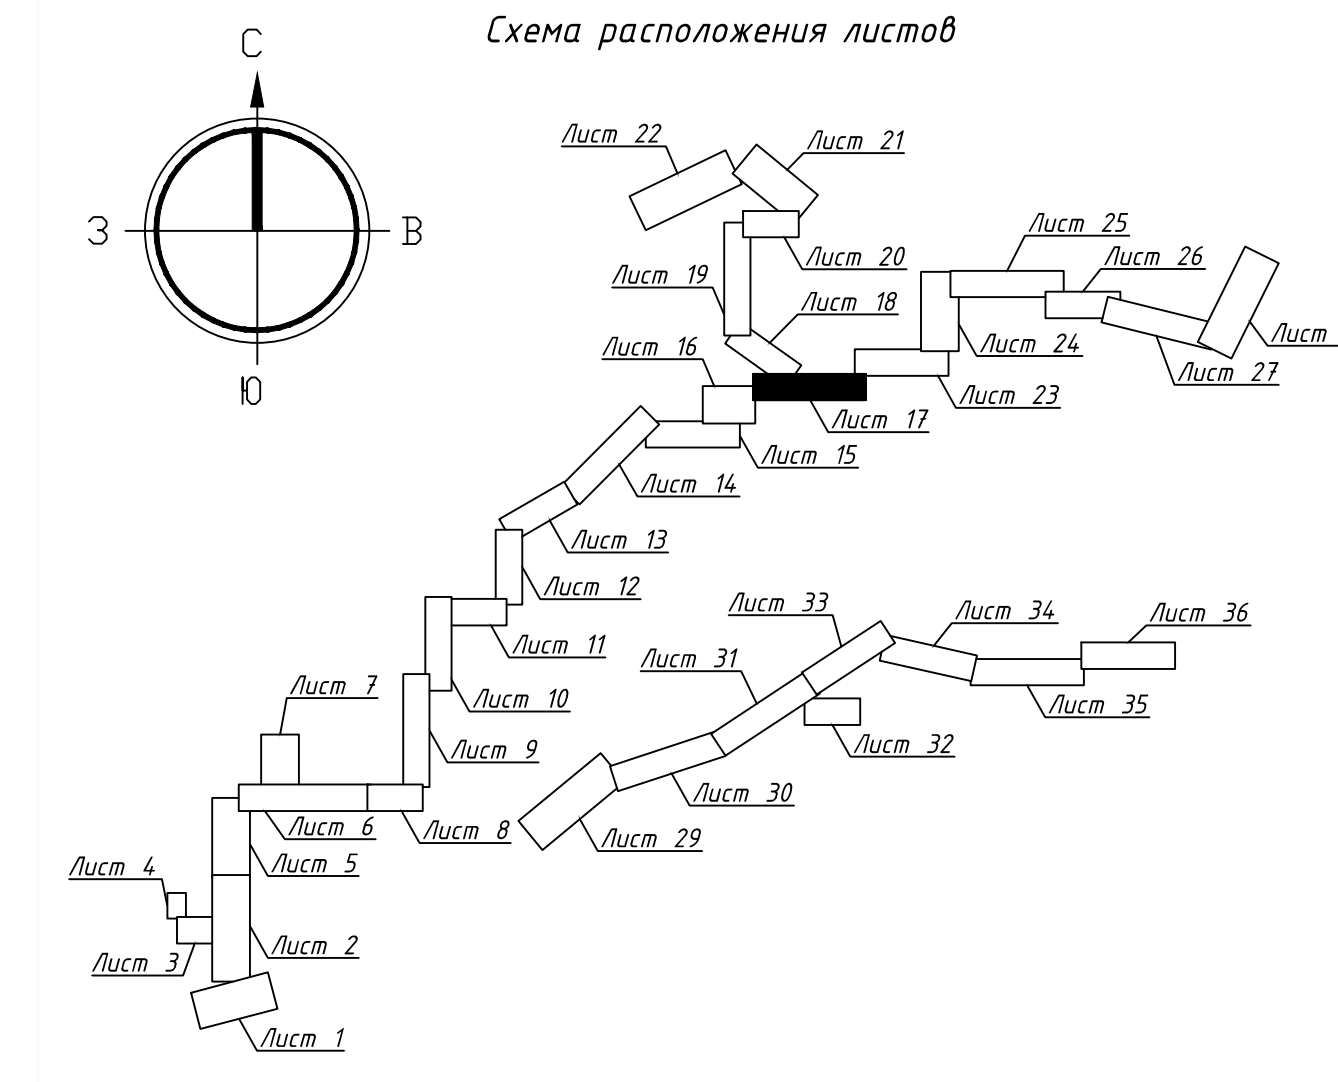 Схема расположения листов
С
З
В
Ю
Лист 22
Лист 21
Лист 20
Лист 19
Лист 18
Лист 16
Лист 25
Лист 26
Лист
Лист 24
Лист 27
Лист 23
Лист 17
Лист 15
Лист 14
Лист 13
Лист 12
Лист 11
Лист 10
Лист 7
Лист 9
Лист 6
Лист 8
Лист 5
Лист 4
Лист 2
Лист 3
Лист 1
Лист 33
Лист 34
Лист 36
Лист 31
Лист 35
Лист 32
Лист 30
Лист 29